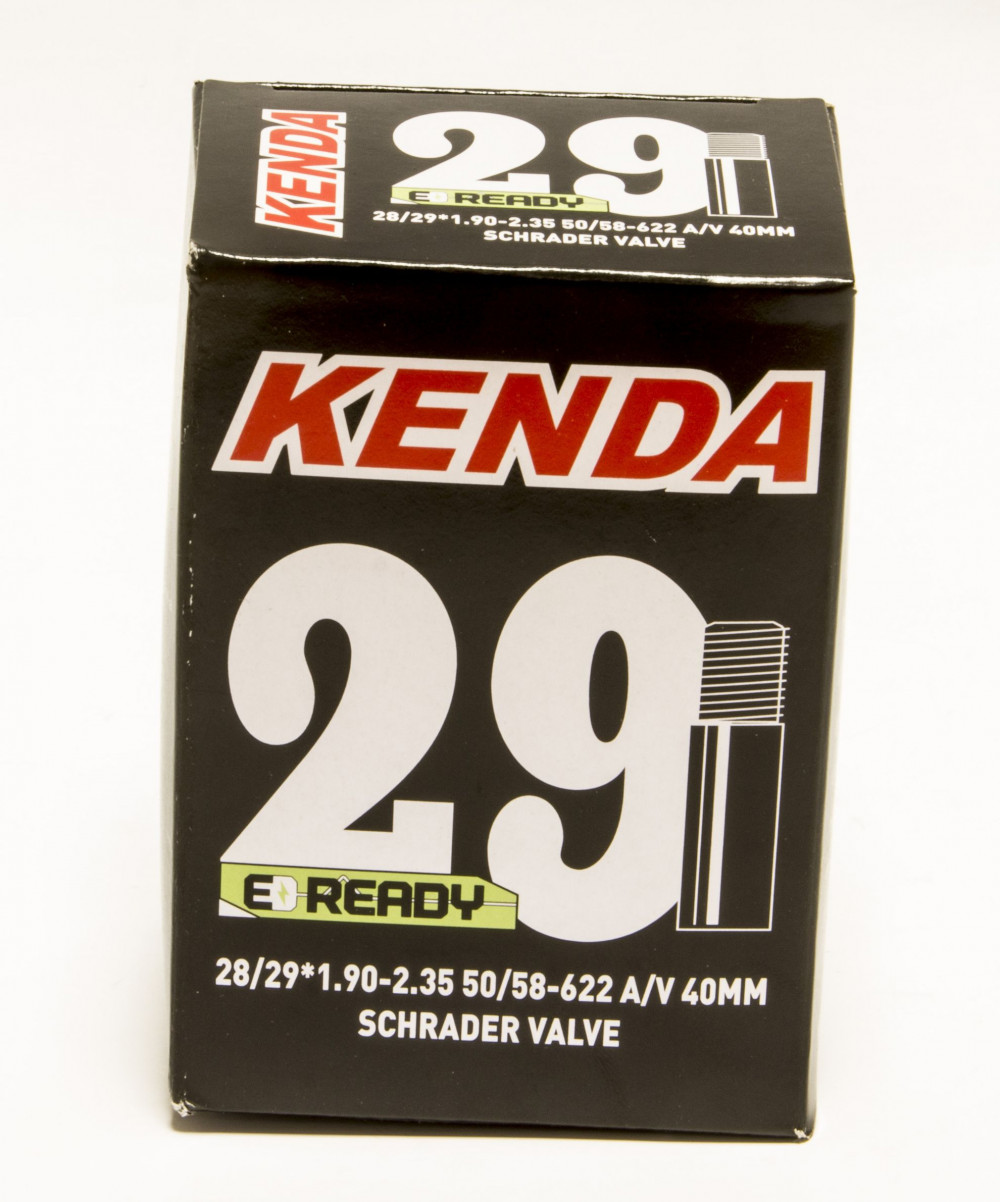 KENDA
29
E READY
28/29*1.90-2.35 50/58-622 A/V 40MM
SCHRADER VALVE
KENDA
29
E READY
28/29*1.90-2.35 50/58-622 A/V 40MM
SCHRADER VALVE